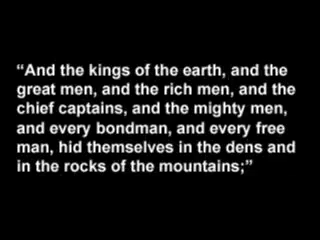 “And the kings of the earth, and the
great men, and the rich men, and the
chief captains, and the mighty men,
and every bondman, and every free
man, hid themselves in the dens and
in the rocks of the mountains;”